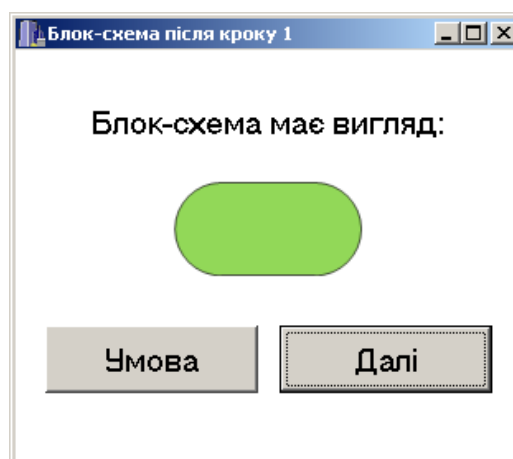 Блок-схема після кроку 1
Блок-схема має вигляд:
Умова
Далі